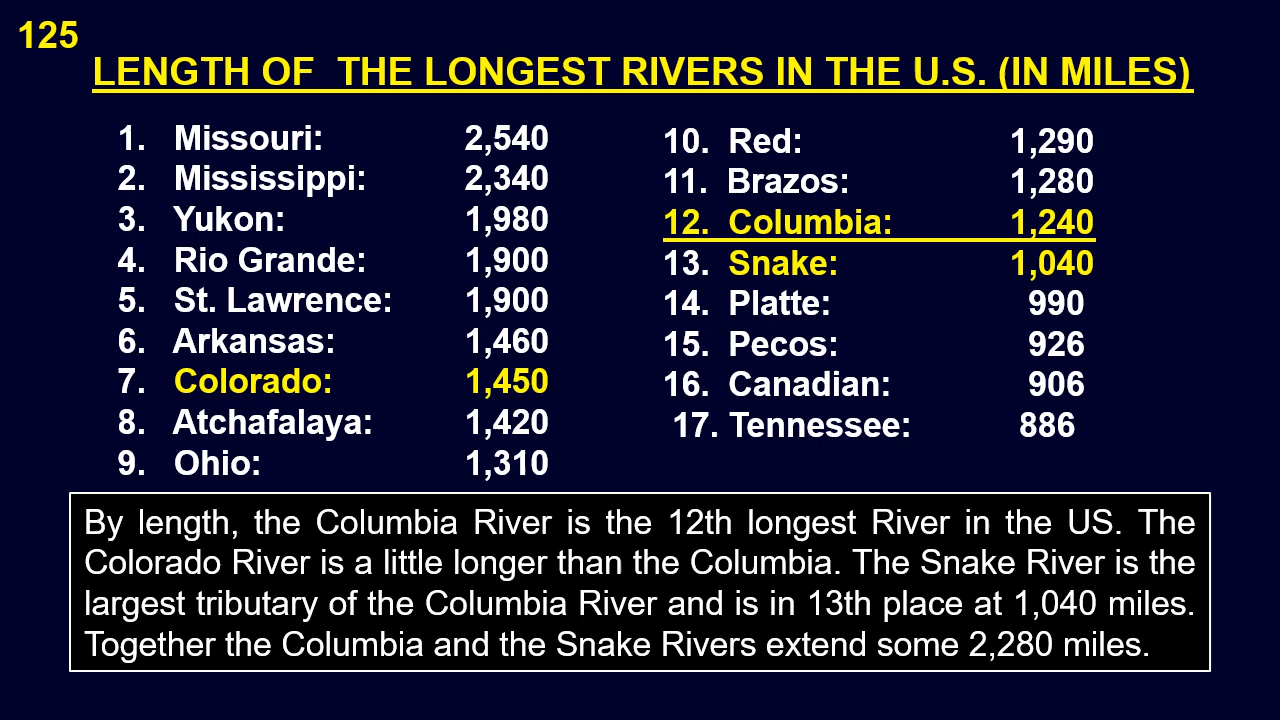 125
LENGTH OF THE LONGEST RIVERS IN THE U.S. (IN MILES)
1. Missouri: 2,540
2. Mississippi: 2,340
3. Yukon: 1,980
4. Rio Grande: 1,900
5. St. Lawrence: 1,900
6. Arkansas: 1,460
7. Colorado: 1,450
8. Atchafalaya: 1,420
9. Ohio: 1,310
10. Red: 1,290
11. Brazos: 1,280
12. Columbia: 1,240
13. Snake: 1,040
14. Platte: 990
15. Pecos: 926
16. Canadian: 906
17. Tennessee: 886
By length, the Columbia River is the 12th longest River in the US. The
Colorado River is a little longer than the Columbia. The Snake River is the
largest tributary of the Columbia River and is in 13th place at 1,040 miles.
Together the Columbia and the Snake Rivers extend some 2,280 miles.